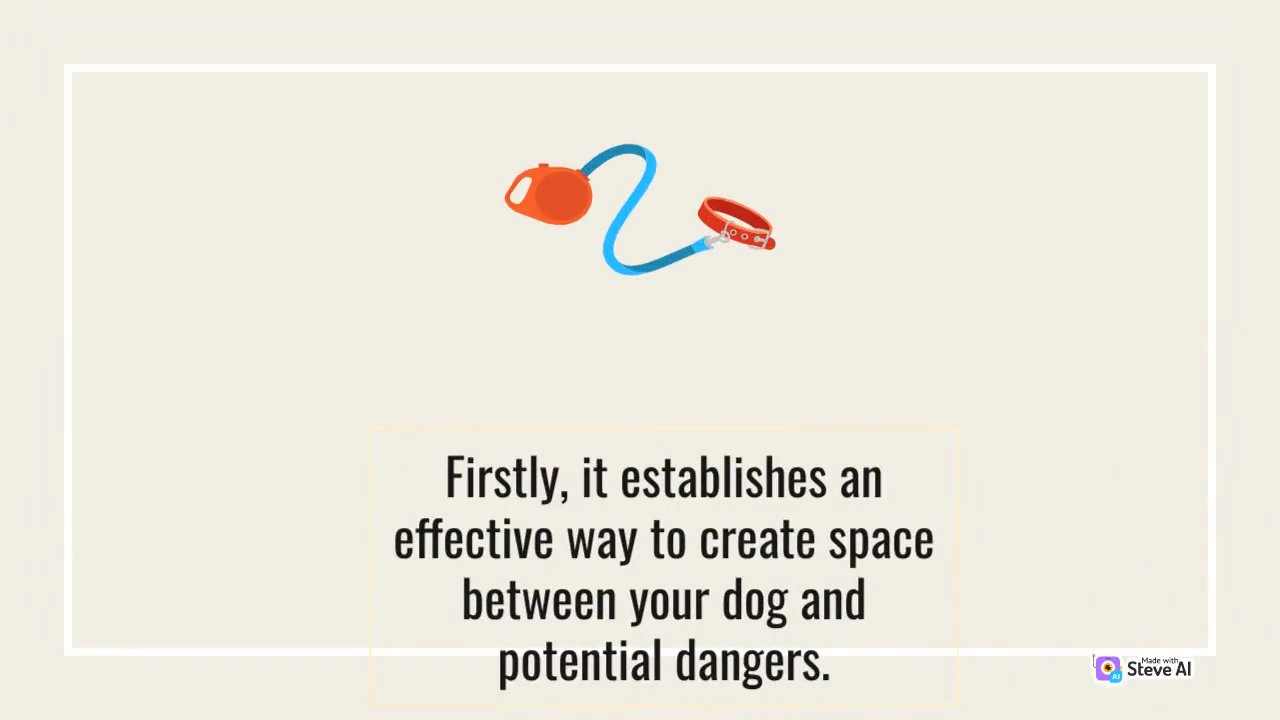 Firstly, it establishes an
effective way to create space
between your dog and
potential dangers.
Made with
Steve AI
AI